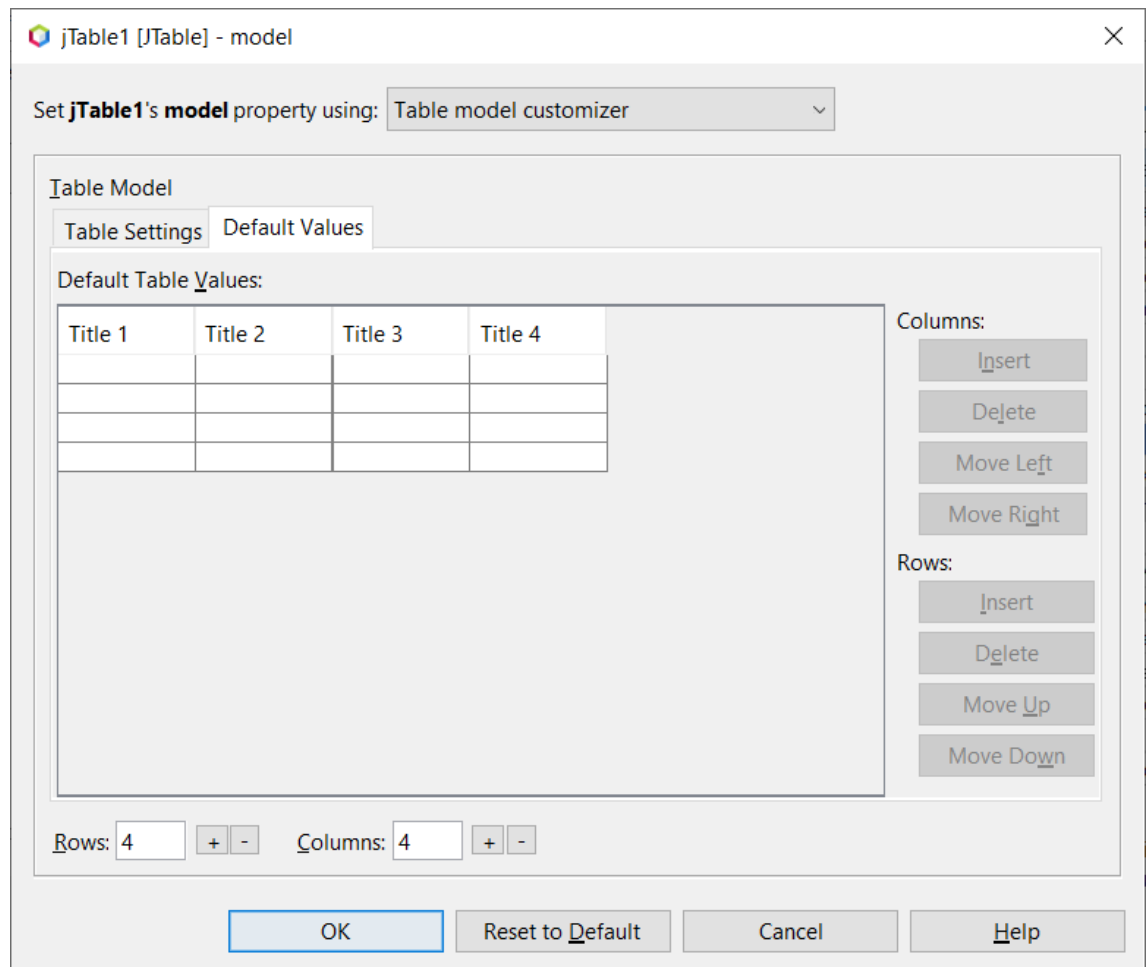 jTable1 [JTable] - model
Set jTable1's model property using: Table model customizer
Table Model
Table Settings Default Values
Default Table Values:
Title 1 Title 2 Title 3 Title 4
Columns:
Insert
Delete
Move Left
Move Right
Rows:
Insert
Delete
Move Up
Move Down
Rows: 4 + - Columns: 4 + -
OK Reset to Default Cancel Help